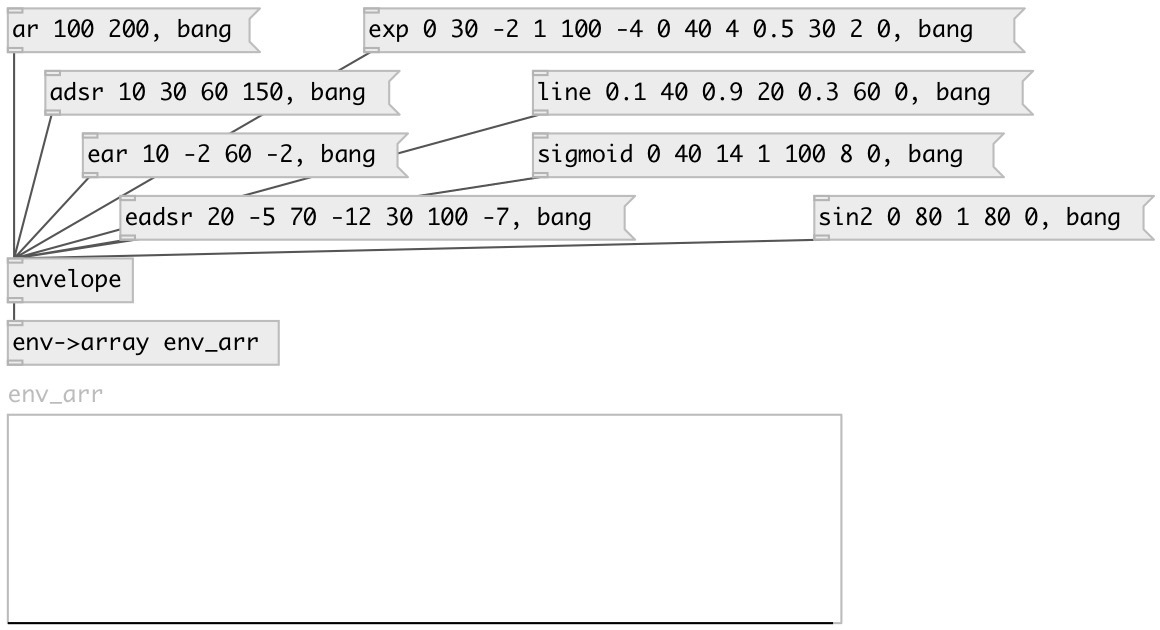 ar 100 200, bang
exp 0 30 -2 1 100 -4 0 40 4 0.5 30 2 0, bang
adsr 10 30 60 150, bang
line 0.1 40 0.9 20 0.3 60 0, bang
ear 10 -2 60 -2, bang
sigmoid 0 40 14 1 100 8 0, bang
eadsr 20 -5 70 -12 30 100 -7, bang
sin2 0 80 1 80 0, bang
envelope
env->array env_arr
env_arr